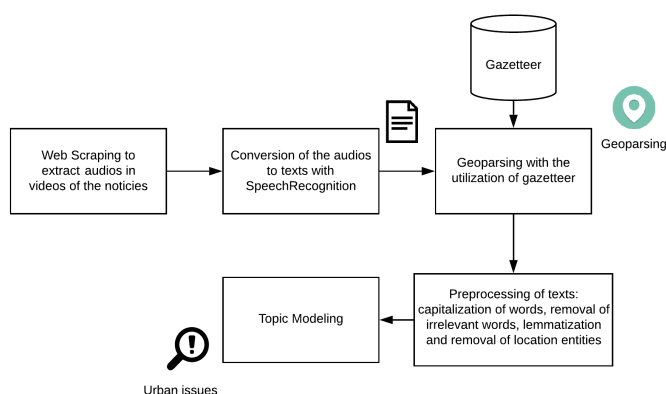 Gazetteer
Geoparsing
Web Scraping to
extract audios in
videos of the noticies
Conversion of the audios
to texts with
SpeechRecognition
Geoparsing with the
utilization of gazetteer
Preprocessing of texts:
capitalization of words, removal of
irrelevant words, lemmatization
and removal of location entities
Topic Modeling
Urban issues